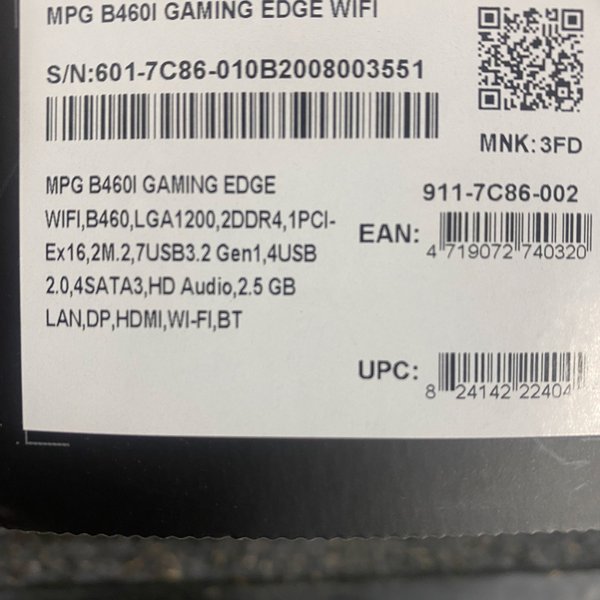 MPG B460I GAMING EDGE WIFI
S/N:601-7C86-010B2008003551
MNK: 3FD
MPG B460I GAMING EDGE
WIFI,B460,LGA1200,2DDR4,1PCI-
Ex16,2M.2,7USB3.2 Gen1,4USB
2.0,4SATA3,HD Audio,2.5 GB
LAN,DP,HDMI,WI-FI,BT
911-7C86-002
EAN:
4 719072 740320
UPC:
8 24142 22404